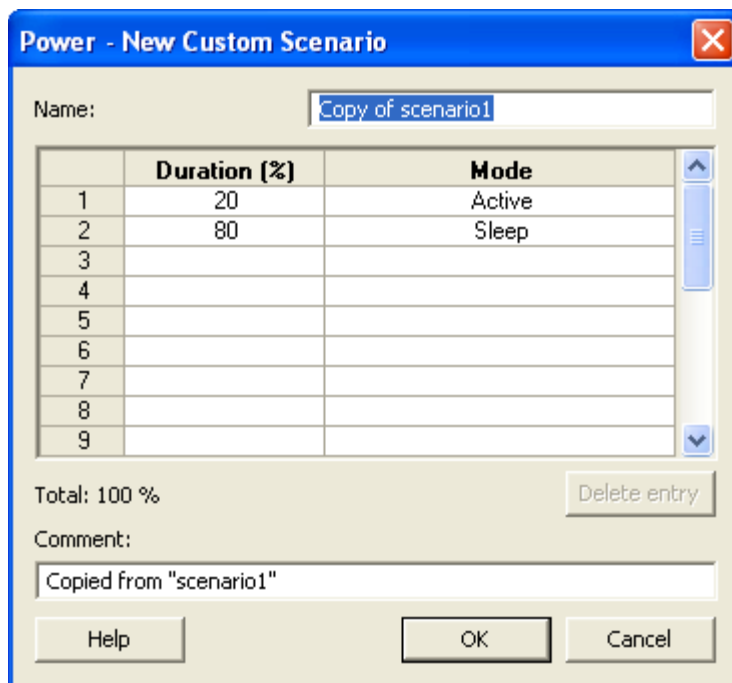 Power - New Custom Scenario
Name: Copy of scenario1
Duration (%) Mode
1 20 Active
2 80 Sleep
3
4
5
6
7
8
9
Total: 100 % Delete entry
Comment:
Copied from "scenario1"
Help OK Cancel